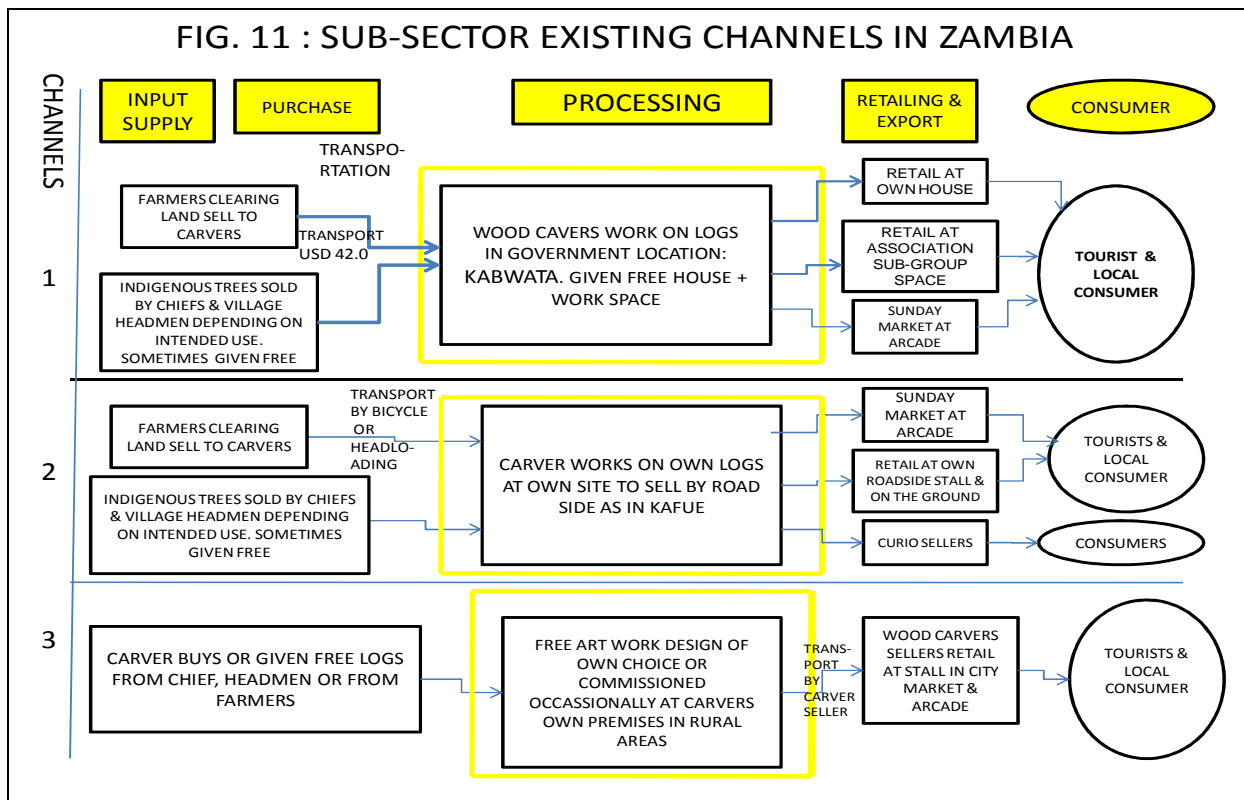 FIG. 11 : SUB-SECTOR EXISTING CHANNELS IN ZAMBIA
CHANNELS
INPUT
SUPPLY
PURCHASE
PROCESSING
RETAILING &
EXPORT
CONSUMER
1
FARMERS CLEARING
LAND SELL TO
CARVERS
INDIGENOUS TREES SOLD
BY CHIEFS & VILLAGE
HEADMEN DEPENDING ON
INTENDED USE.
SOMETIMES GIVEN FREE
TRANSPO-
RTATION
TRANSPORT
USD 42.0
WOOD CAVERS WORK ON LOGS
IN GOVERNMENT LOCATION:
KABWATA. GIVEN FREE HOUSE +
WORK SPACE
RETAIL AT
OWN HOUSE
RETAIL AT
ASSOCIATION
SUB-GROUP
SPACE
SUNDAY
MARKET AT
ARCADE
TOURIST &
LOCAL
CONSUMER
2
FARMERS CLEARING
LAND SELL TO CARVERS
INDIGENOUS TREES SOLD BY CHIEFS
& VILLAGE HEADMEN DEPENDING
ON INTENDED USE. SOMETIMES
GIVEN FREE
TRANSPORT
BY BICYCLE
OR
HEADLO-
ADING
CARVER WORKS ON OWN LOGS
AT OWN SITE TO SELL BY ROAD
SIDE AS IN KAFUE
SUNDAY
MARKET AT
ARCADE
RETAIL AT OWN
ROADSIDE STALL &
ON THE GROUND
CURIO SELLERS
TOURISTS &
LOCAL
CONSUMER
CONSUMERS
3
CARVER BUYS OR GIVEN FREE LOGS
FROM CHIEF, HEADMEN OR FROM
FARMERS
FREE ART WORK DESIGN OF
OWN CHOICE OR
COMMISSIONED
OCCASSIONALLY AT CARVERS
OWN PREMISES IN RURAL
AREAS
TRANS-
PORT
BY
CARVER
SELLER
WOOD CARVERS
SELLERS RETAIL
AT STALL IN CITY
MARKET &
ARCADE
TOURISTS &
LOCAL
CONSUMER